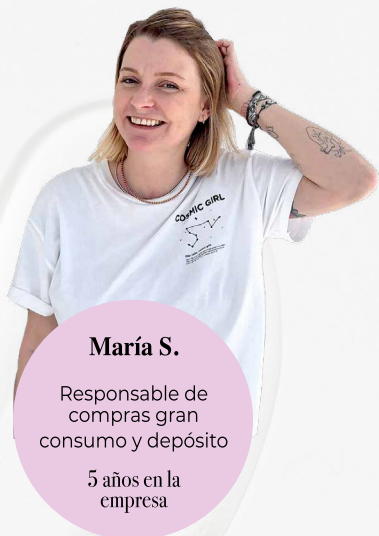 COSMIC GIRL
María S.
Responsable de
compras gran
consumo y depósito
5 años en la
empresa